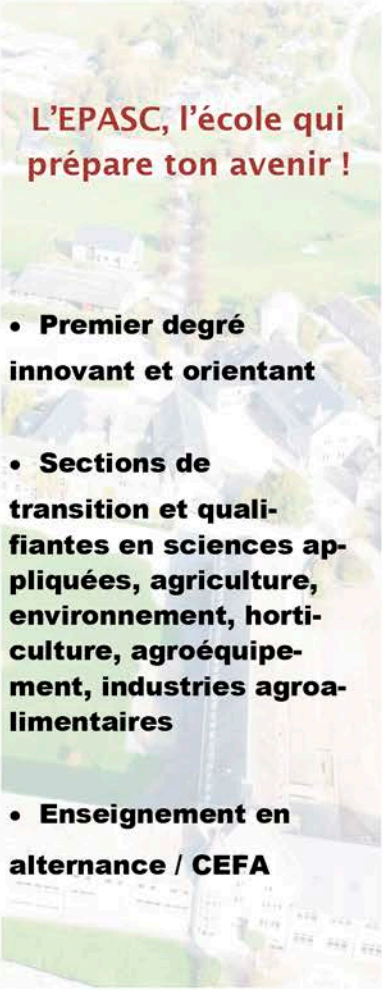 L'EPASC, l'école qui
prépare ton avenir !
• Premier degré
innovant et orientant
• Sections de
transition et quali-
fiantes en sciences ap-
pliquées, agriculture,
environnement, horti-
culture, agroéquipe-
ment, industries agroa-
limentaires
• Enseignement en
alternance / CEFA